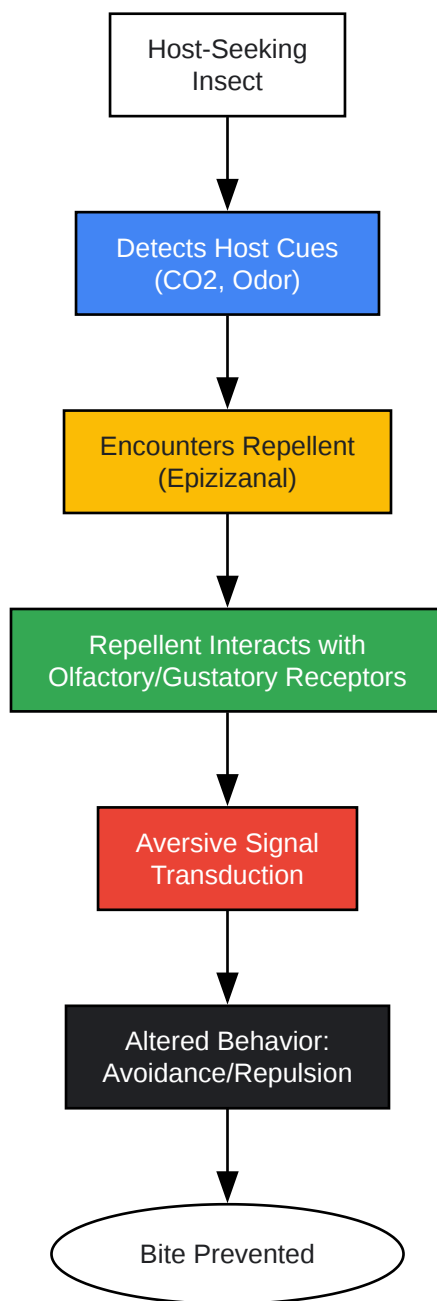 Host-Seeking
Insect
Detects Host Cues
(CO2, Odor)
Encounters Repellent
(Epizizanal)
Repellent Interacts with
Olfactory/Gustatory Receptors
Aversive Signal
Transduction
Altered Behavior:
Avoidance/Repulsion
Bite Prevented